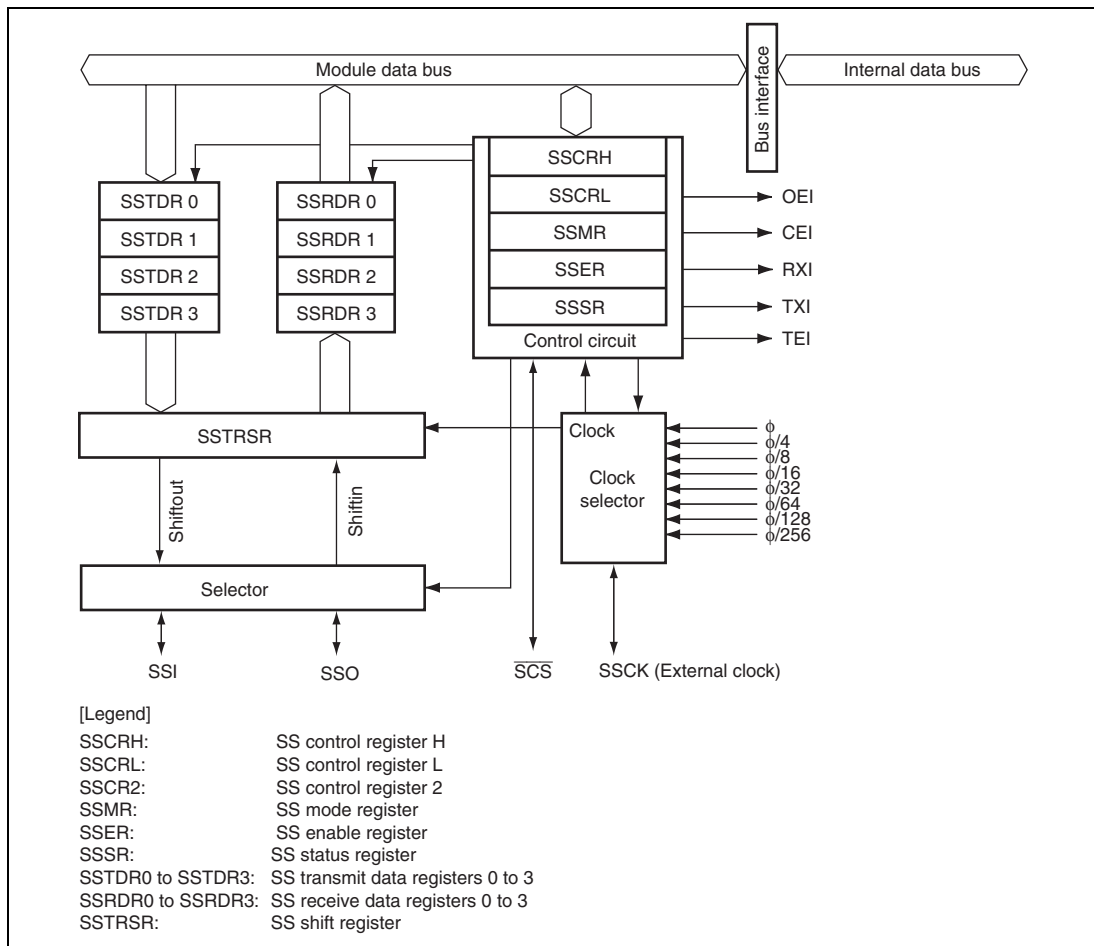 Module data bus
Bus interface
Internal data bus
SSCRH
SSCRL
SSMR
SSER
SSSR
Control circuit
SSTDR 0
SSTDR 1
SSTDR 2
SSTDR 3
SSRDR 0
SSRDR 1
SSRDR 2
SSRDR 3
OEI
CEI
RXI
TXI
TEI
SSTRSR
Clock
Clock
selector
ϕ
ϕ/4
ϕ/8
ϕ/16
ϕ/32
ϕ/64
ϕ/128
ϕ/256
Shiftout
Shiftin
Selector
SSI
SSO
SCS
SSCK (External clock)
[Legend]
SSCRH: SS control register H
SSCRL: SS control register L
SSCR2: SS control register 2
SSMR: SS mode register
SSER: SS enable register
SSSR: SS status register
SSTDR0 to SSTDR3: SS transmit data registers 0 to 3
SSRDR0 to SSRDR3: SS receive data registers 0 to 3
SSTRSR: SS shift register